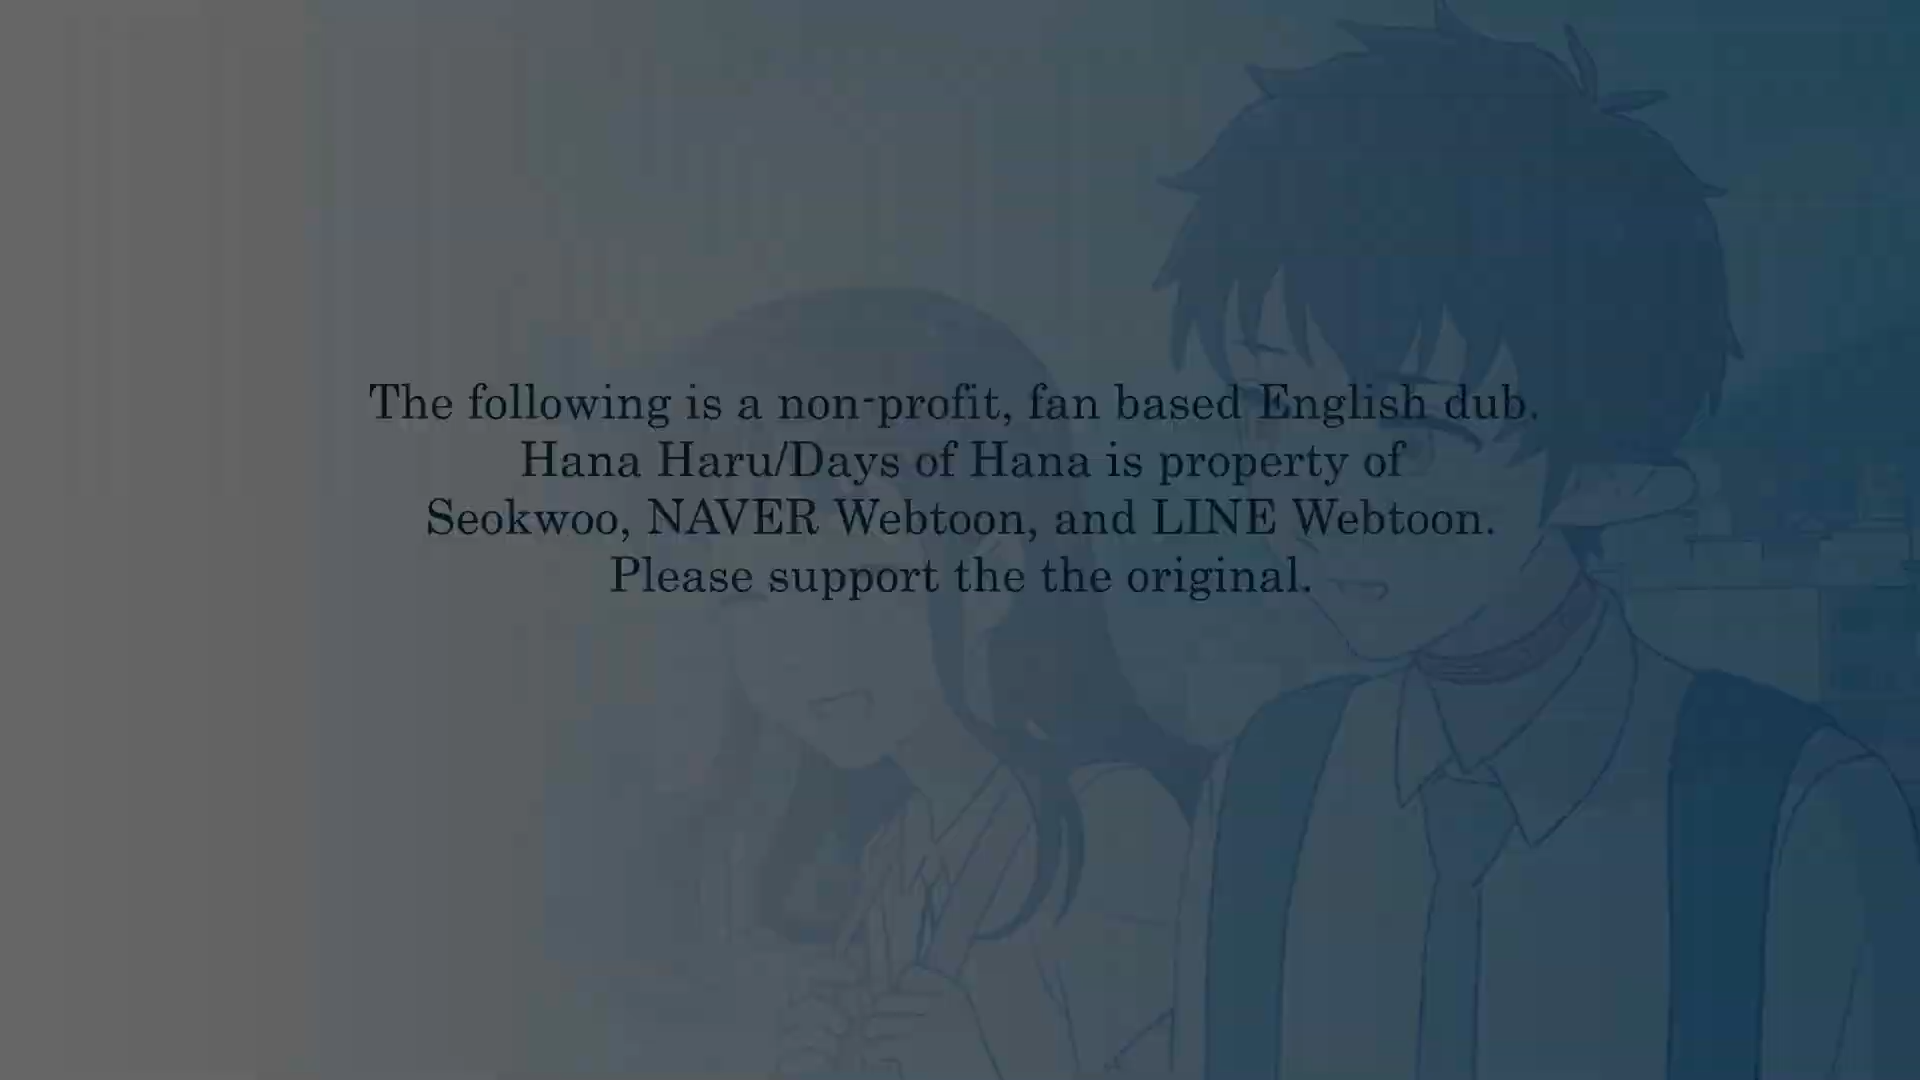 The following is a non-profit, fan based English dub.
Hana Haru/Days of Hana is property of
Seokwoo, NAVER Webtoon, and LINE Webtoon.
Please support the the original.